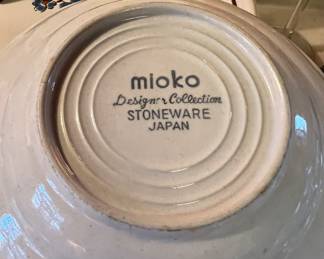 mioko
Designer Collection
STONEWARE
JAPAN